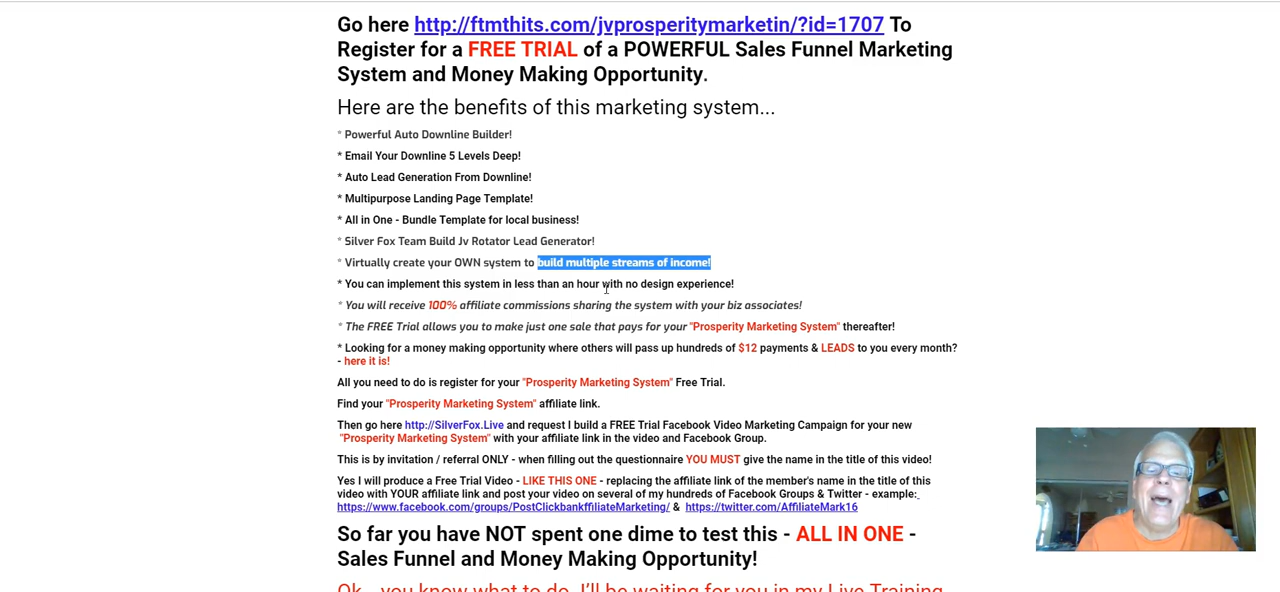 Go here http://ftmthits.com/jvprosperitymarketin/?id=1707 To
Register for a FREE TRIAL of a POWERFUL Sales Funnel Marketing
System and Money Making Opportunity.
Here are the benefits of this marketing system...
* Powerful Auto Downline Builder!
* Email Your Downline 5 Levels Deep!
* Auto Lead Generation From Downline!
* Multipurpose Landing Page Template!
* All in One - Bundle Template for local business!
* Silver Fox Team Build Jv Rotator Lead Generator!
* Virtually create your OWN system to build multiple streams of income!
* You can implement this system in less than an hour with no design experience!
* You will receive 100% affiliate commissions sharing the system with your biz associates!
* The FREE Trial allows you to make just one sale that pays for your "Prosperity Marketing System" thereafter!
* Looking for a money making opportunity where others will pass up hundreds of $12 payments & LEADS to you every month?
- here it is!
All you need to do is register for your "Prosperity Marketing System" Free Trial.
Find your "Prosperity Marketing System" affiliate link.
Then go here http://SilverFox.Live and request I build a FREE Trial Facebook Video Marketing Campaign for your new
"Prosperity Marketing System" with your affiliate link in the video and Facebook Group.
This is by invitation / referral ONLY - when filling out the questionnaire YOU MUST give the name in the title of this video!
Yes I will produce a Free Trial Video - LIKE THIS ONE - replacing the affiliate link of the member's name in the title of this
video with YOUR affiliate link and post your video on several of my hundreds of Facebook Groups & Twitter - example:
https://www.facebook.com/groups/PostClickbankffiliateMarketing/ & https://twitter.com/AffiliateMark16
So far you have NOT spent one dime to test this - ALL IN ONE -
Sales Funnel and Money Making Opportunity!
Ok - you know what to do. I'll be waiting for you in my Live Training